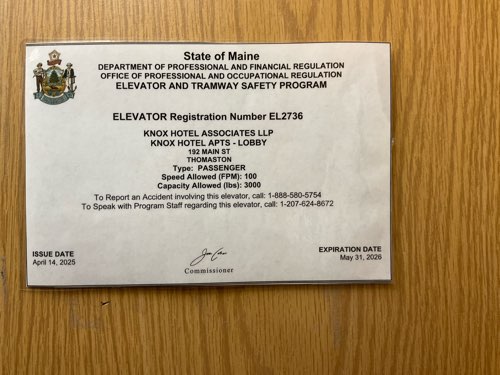 State of Maine
DEPARTMENT OF PROFESSIONAL AND FINANCIAL REGULATION
OFFICE OF PROFESSIONAL AND OCCUPATIONAL REGULATION
ELEVATOR AND TRAMWAY SAFETY PROGRAM
ELEVATOR Registration Number EL2736
KNOX HOTEL ASSOCIATES LLP
KNOX HOTEL APTS - LOBBY
192 MAIN ST
THOMASTON
Type: PASSENGER
Speed Allowed (FPM): 100
Capacity Allowed (lbs): 3000
To Report an Accident involving this elevator, call: 1-888-580-5754
To Speak with Program Staff regarding this elevator, call: 1-207-624-8672
ISSUE DATE
April 14, 2025
Commissioner
EXPIRATION DATE
May 31, 2026